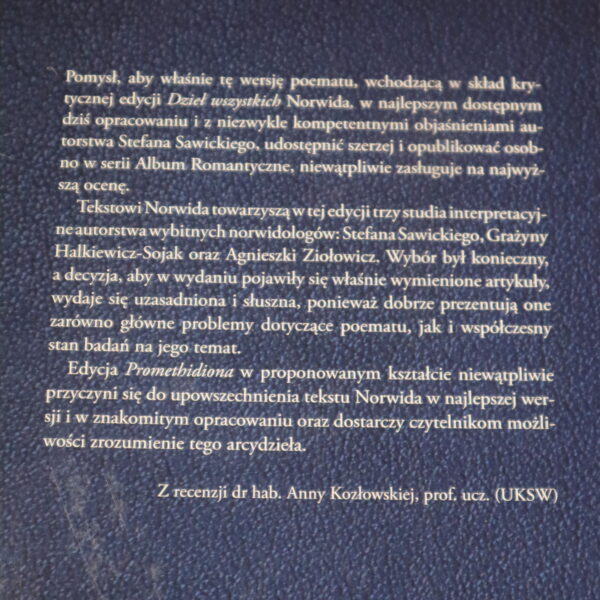 Pomysł, aby właśnie tę wersję poematu, wchodzącą w skład kry-
tycznej edycji Dzieł wszystkich Norwida, w najlepszym dostępnym
dziś opracowaniu i z niezwykle kompetentnymi objaśnieniami au-
torstwa Stefana Sawickiego, udostępnić szerzej i opublikować osob-
no w serii Album Romantyczne, niewątpliwie zasługuje na najwyż-
szą ocenę.
Tekstowi Norwida towarzyszą w tej edycji trzy studia interpretacyj-
ne autorstwa wybitnych norwidologów: Stefana Sawickiego, Grażyny
Halkiewicz-Sojak oraz Agnieszki Ziołowicz, Wybór był konieczny,
a decyzja, aby w wydaniu pojawiły się właśnie wymienione artykuły,
wydaje się uzasadniona i słuszna, ponieważ dobrze prezentują one
zarówno główne problemy dotyczące poematu, jak i współczesny
stan badań na jego temat.
Edycja Promethidiona w proponowanym kształcie niewątpliwie
przyczyni się do upowszechnienia tekstu Norwida w najlepszej wer-
sji i w znakomitym opracowaniu oraz dostarczy czytelnikom możli-
wości zrozumienie tego arcydzieła.
Z recenzji dr hab. Anny Kozłowskiej, prof. ucz. (UKSW)